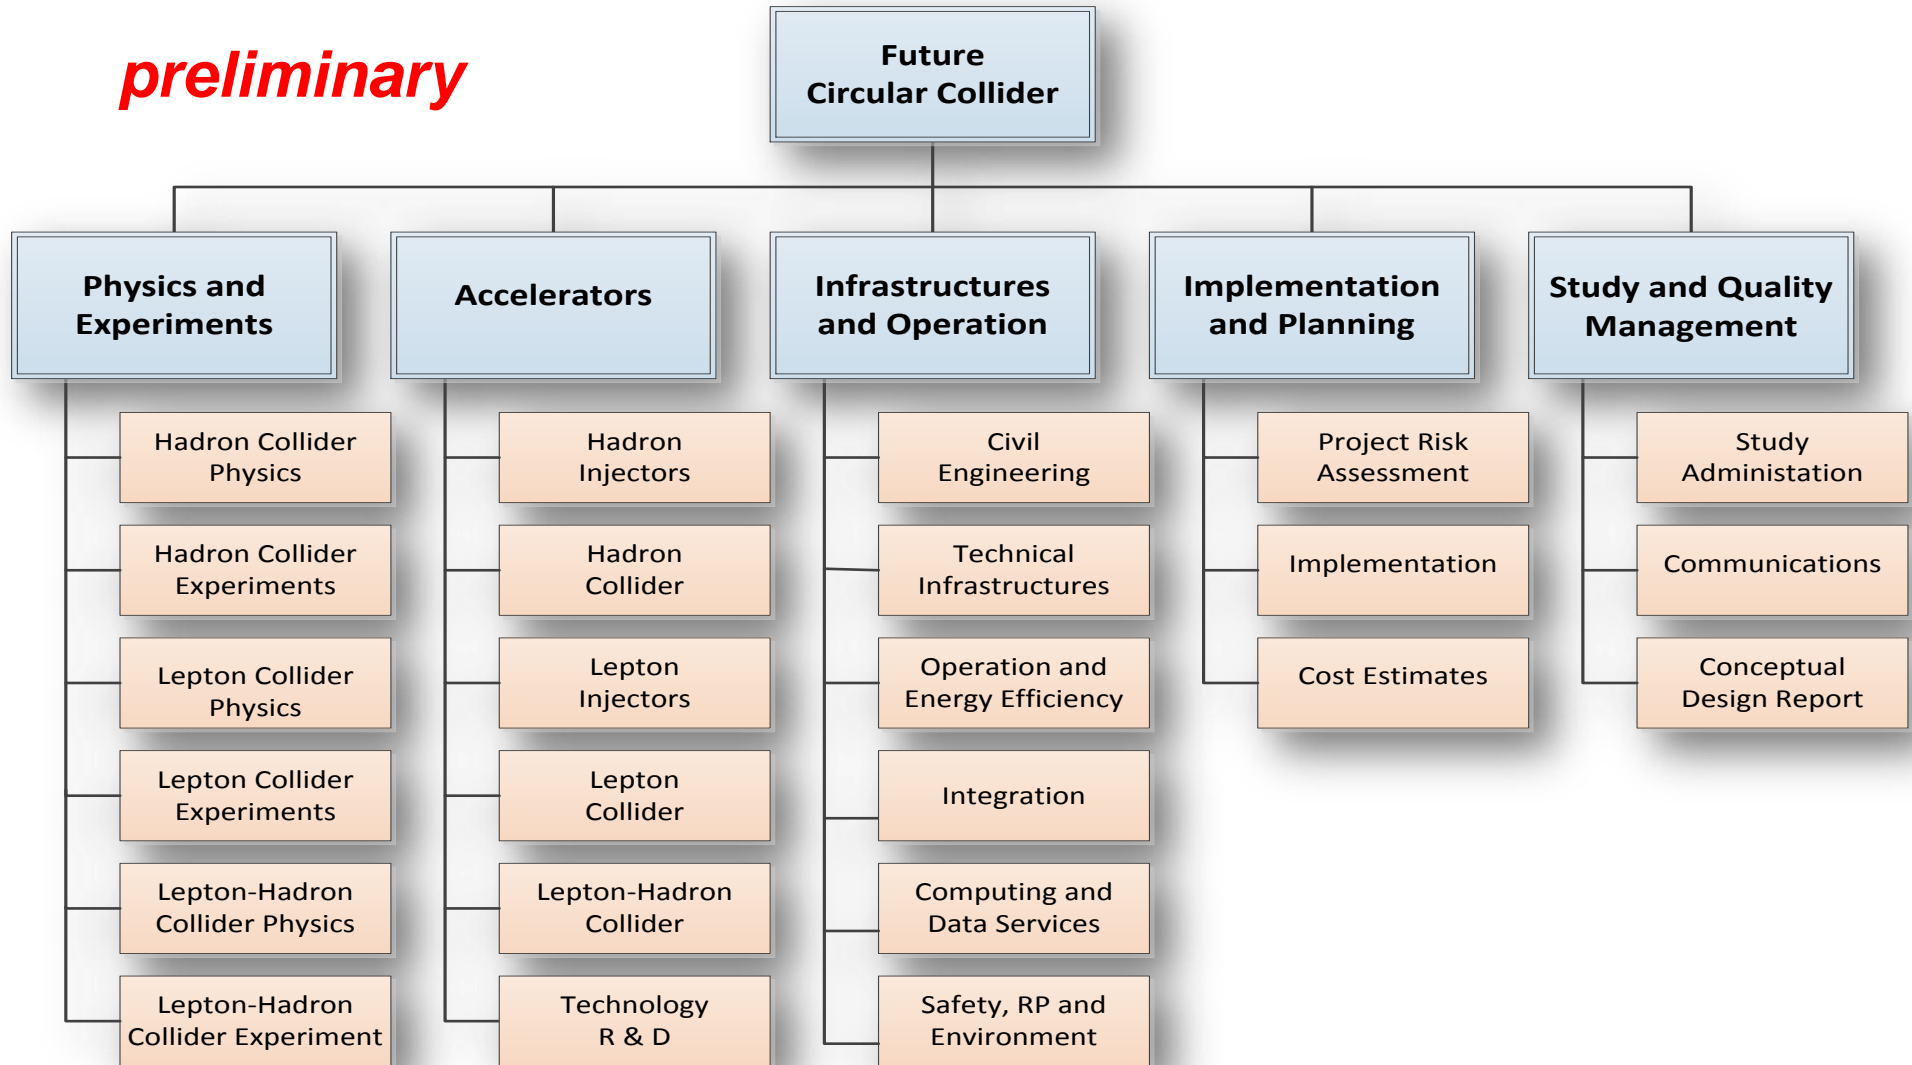 preliminary
Future
Circular Collider
Physics and
Experiments
Accelerators
Infrastructures
and Operation
Implementation
and Planning
Study and Quality
Management
Hadron Collider
Physics
Hadron Collider
Experiments
Lepton Collider
Physics
Lepton Collider
Experiments
Lepton-Hadron
Collider Physics
Lepton-Hadron
Collider Experiment
Hadron
Injectors
Hadron
Collider
Lepton
Injectors
Lepton
Collider
Lepton-Hadron
Collider
Technology
R & D
Civil
Engineering
Technical
Infrastructures
Operation and
Energy Efficiency
Integration
Computing and
Data Services
Safety, RP and
Environment
Project Risk
Assessment
Implementation
Cost Estimates
Study
Administation
Communications
Conceptual
Design Report